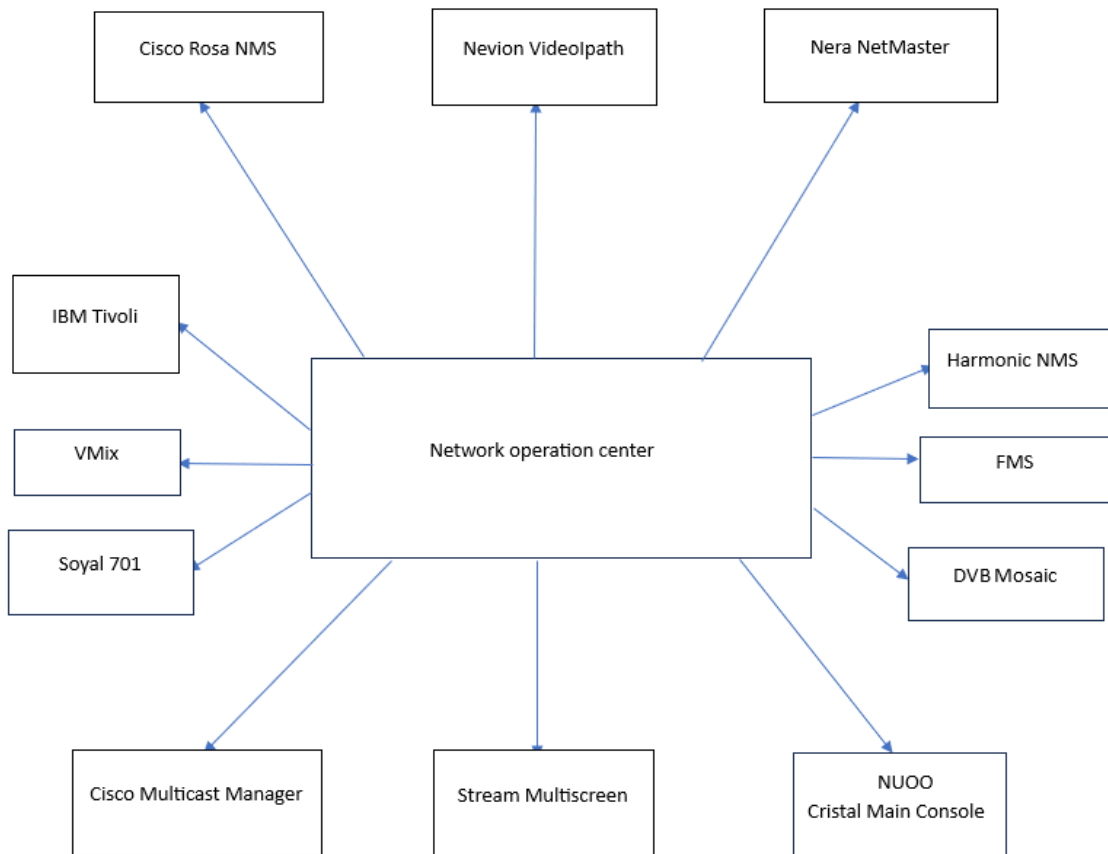 Cisco Rosa NMS
Nevion VideoIpath
Nera NetMaster
IBM Tivoli
Harmonic NMS
Network operation center
VMix
FMS
Soyal 701
DVB Mosaic
Cisco Multicast Manager
Stream Multiscreen
NUOO
Cristal Main Console